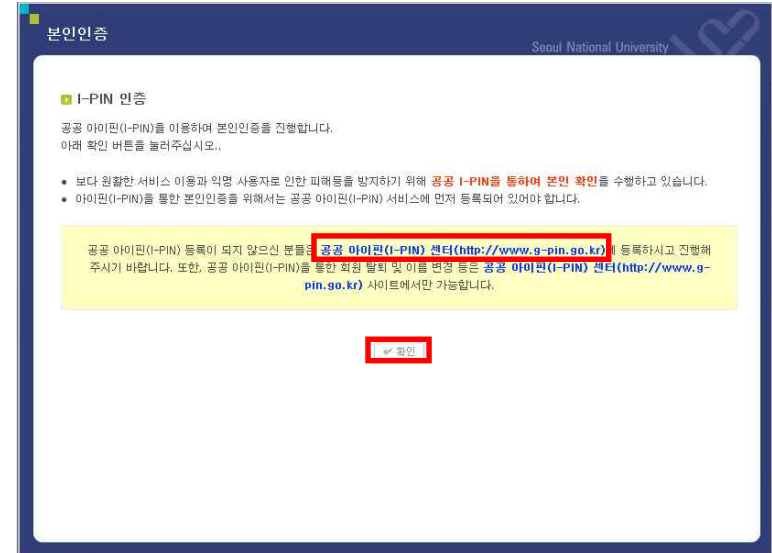 본인인증
Seoul National University
I-PIN 인증
공공 아이핀(I-PIN)을 이용하여 본인인증을 진행합니다.
아래 확인 버튼을 눌러주십시오..
• 보다 원활한 서비스 이용과 익명 사용자로 인한 피해등을 방지하기 위해 공공 I-PIN을 통하여 본인 확인을 수행하고 있습니다.
• 아이핀(I-PIN)을 통한 본인인증을 위해서는 공공 아이핀(I-PIN) 서비스에 먼저 등록되어 있어야 합니다.
공공 아이핀(I-PIN) 등록이 되지 않으신 분들은 공공 아이핀(I-PIN) 센터(http://www.g-pin.go.kr) 등록하시고 진행해
주시기 바랍니다. 또한, 공공 아이핀(I-PIN)을 통한 회원 탈퇴 및 이름 변경 등은 공공 아이핀(I-PIN) 센터(http://www.g-
pin.go.kr) 사이트에서만 가능합니다.
확인